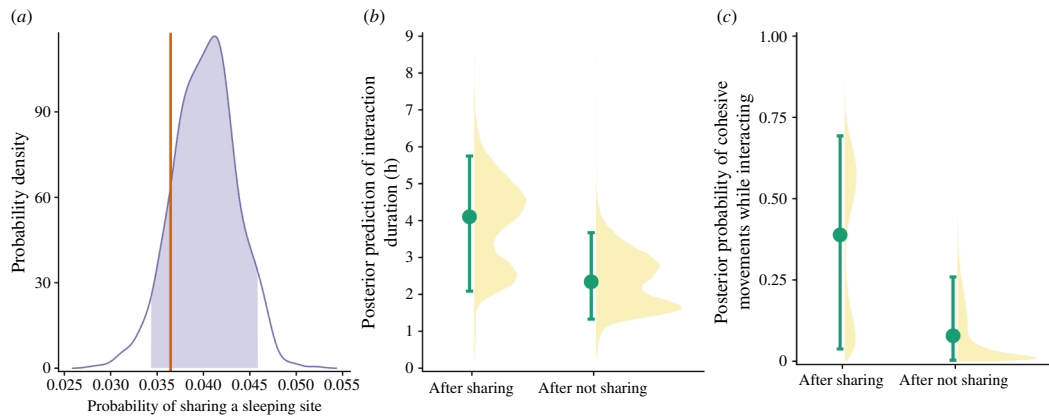 (a)
Probability density
90
60
30
0
0.025 0.030 0.035 0.040 0.045 0.050 0.055
Probability of sharing a sleeping site
(b)
Posterior prediction of interaction
duration (h)
9
8
7
6
5
4
3
2
1
0
After sharing After not sharing
(c)
Posterior probability of cohesive
movements while interacting
1.00
0.75
0.50
0.25
0
After sharing After not sharing